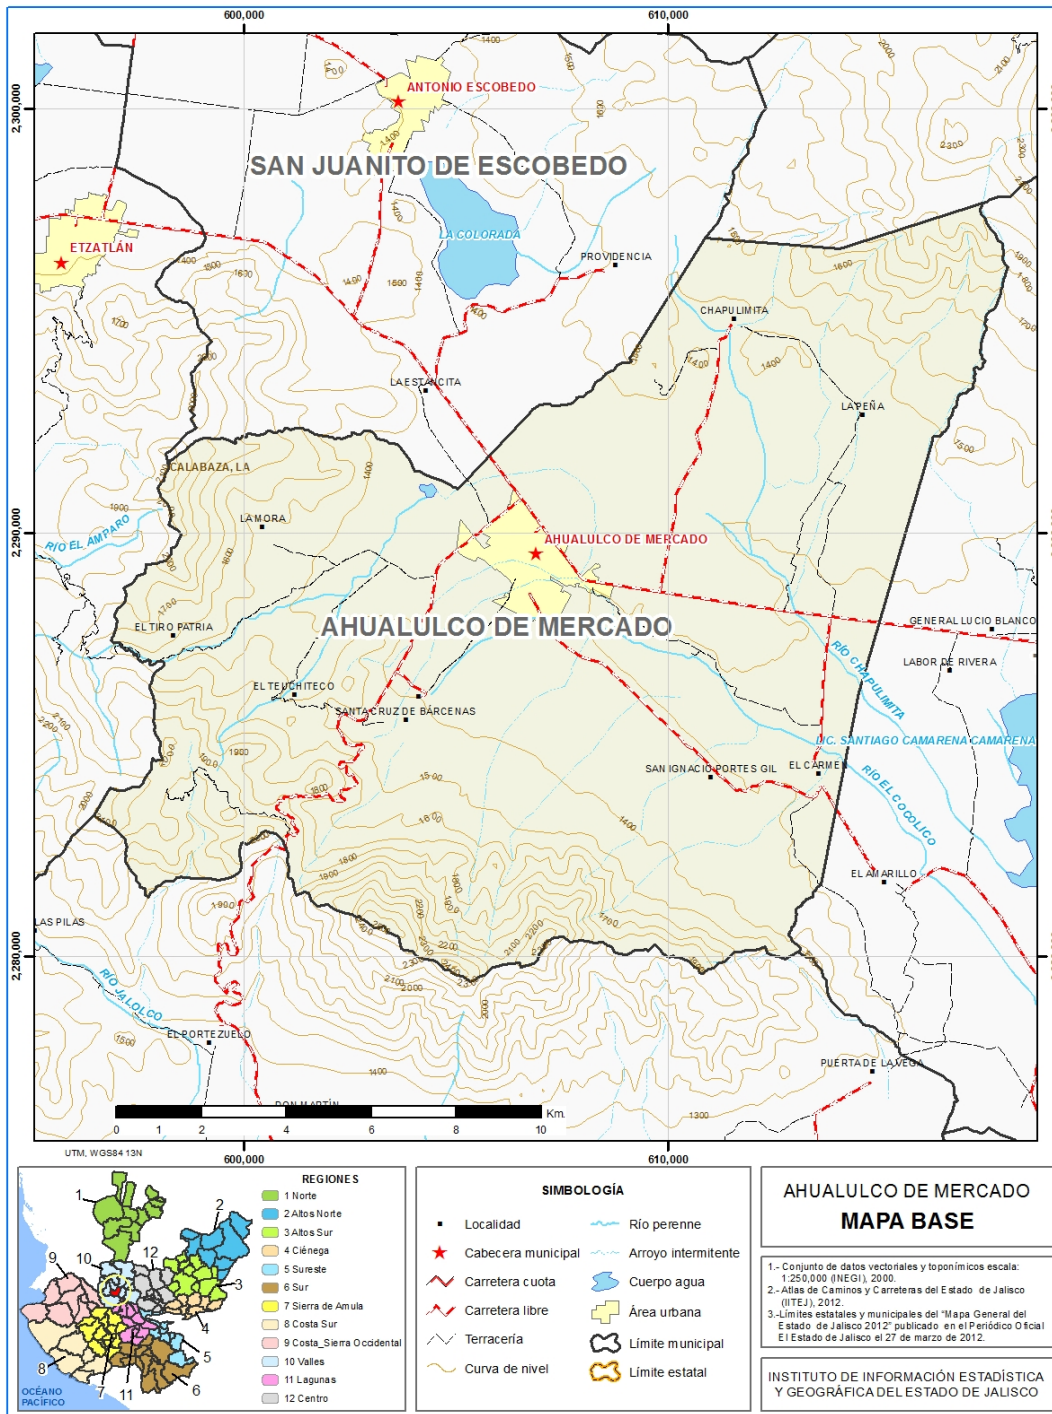 600,000
610,000
2,300,000
ANTONIO ESCOBEDO
SAN JUANITO DE ESCOBEDO
LA COLORADA
ETZATLÁN
PROVIDENCIA
CHAPULIMITA
LA ESTANCITA
LA PEÑA
CALABAZA, LA
LA MORA
2,290,000
RÍO EL AMPARO
AHUALULCO DE MERCADO
AHUALULCO DE MERCADO
EL TIRO PATRIA
GENERAL LUCIO BLANCO
RÍO CHAPULIMITA
LABOR DE RIVERA
EL TEUCHITECO
SANTA CRUZ DE BÁRCENAS
LIC. SANTIAGO CAMARENA CAMARENA
SAN IGNACIO PORTES GIL
EL CARMEN
RÍO EL COCOLICO
EL AMARILLO
LAS PILAS
2,280,000
RÍO JALOLCO
EL PORTEZUELO
PUERTA DE LA VEGA
DON MARTÍN
0 1 2 4 6 8 10 Km.
UTM, WGS84 13N
600,000
610,000
REGIONES
1 Norte
2 Altos Norte
3 Altos Sur
4 Ciénega
5 Sureste
6 Sur
7 Sierra de Amula
8 Costa Sur
9 Costa_Sierra Occidental
10 Valles
11 Lagunas
12 Centro
OCÉANO
PACÍFICO
SIMBOLOGÍA
Localidad
Cabecera municipal
Carretera cuota
Carretera libre
Terracería
Curva de nivel
Río perenne
Arroyo intermitente
Cuerpo agua
Área urbana
Límite municipal
Límite estatal
AHUALULCO DE MERCADO
MAPA BASE
1.- Conjunto de datos vectoriales y toponímicos escala:
1:250,000 (INEGI), 2000.
2.- Atlas de Caminos y Carreteras del Estado de Jalisco
(IITEJ), 2012.
3.-Límites estatales y municipales del "Mapa General del
Estado de Jalisco 2012" publicado en el Periódico Oficial
El Estado de Jalisco el 27 de marzo de 2012.
INSTITUTO DE INFORMACIÓN ESTADÍSTICA
Y GEOGRÁFICA DEL ESTADO DE JALISCO